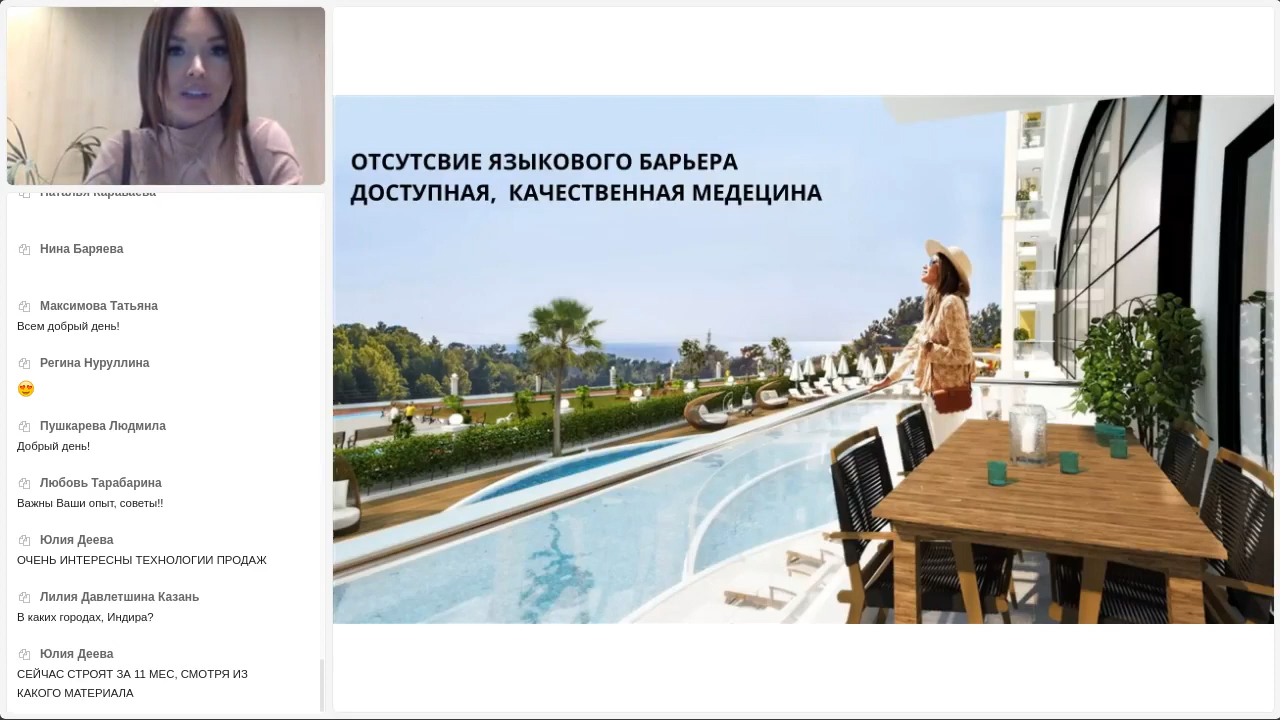 Наталья Караваева
Нина Баряева
Максимова Татьяна
Всем добрый день!
Регина Нуруллина
Пушкарева Людмила
Добрый день!
Любовь Тарабарина
Важны Ваши опыт, советы!!
Юлия Деева
ОЧЕНЬ ИНТЕРЕСНЫ ТЕХНОЛОГИИ ПРОДАЖ
Лилия Давлетшина Казань
В каких городах, Индира?
Юлия Деева
СЕЙЧАС СТРОЯТ ЗА 11 МЕС, СМОТРЯ ИЗ
КАКОГО МАТЕРИАЛА
ОТСУТСВИЕ ЯЗЫКОВОГО БАРЬЕРА
ДОСТУПНАЯ, КАЧЕСТВЕННАЯ МЕДЕЦИНА